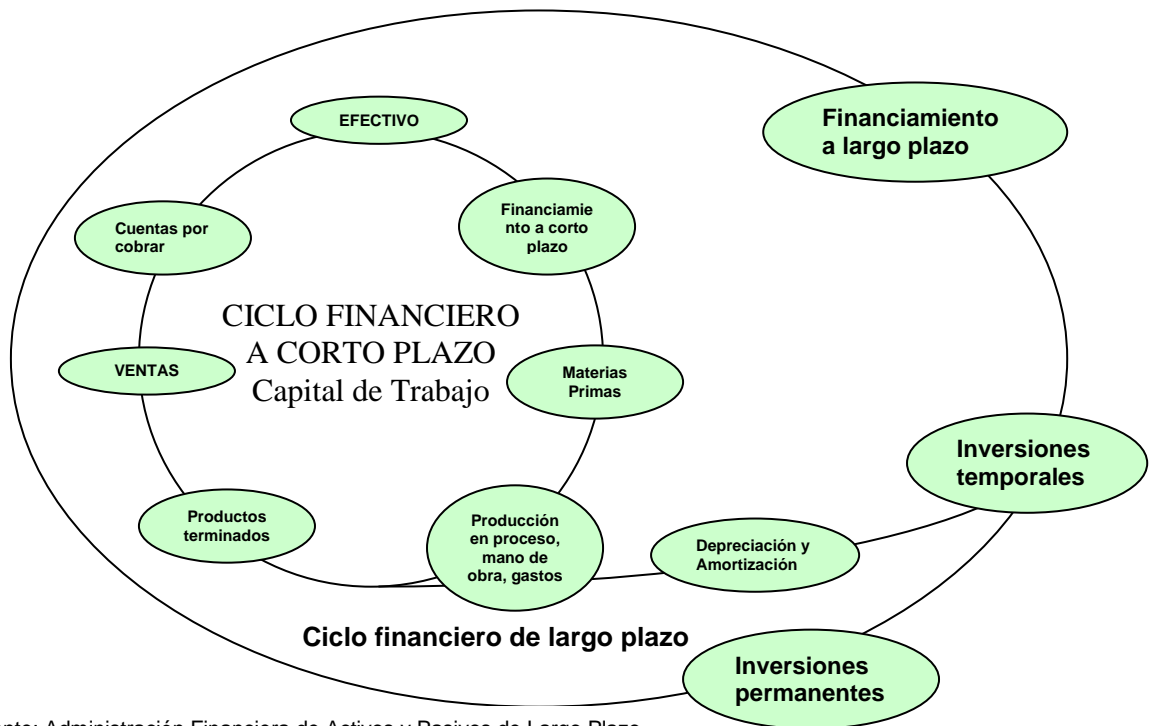 EFECTIVO
Financiamiento
a largo plazo
Financiamie
nto a corto
plazo
Cuentas por
cobrar
CICLO FINANCIERO
A CORTO PLAZO
Capital de Trabajo
VENTAS
Materias
Primas
Inversiones
temporales
Productos
terminados
Producción
en proceso,
mano de
obra, gastos
Depreciación y
Amortización
Ciclo financiero de largo plazo
Inversiones
permanentes